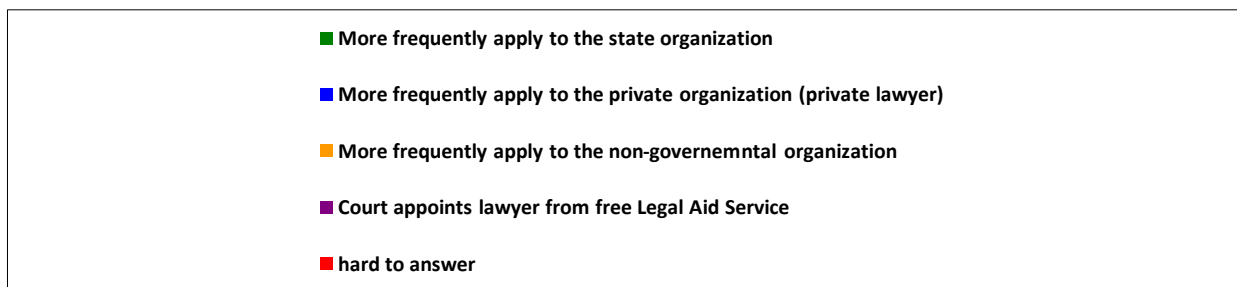 More frequently apply to the state organization
More frequently apply to the private organization (private lawyer)
More frequently apply to the non-governemntal organization
Court appoints lawyer from free Legal Aid Service
hard to answer